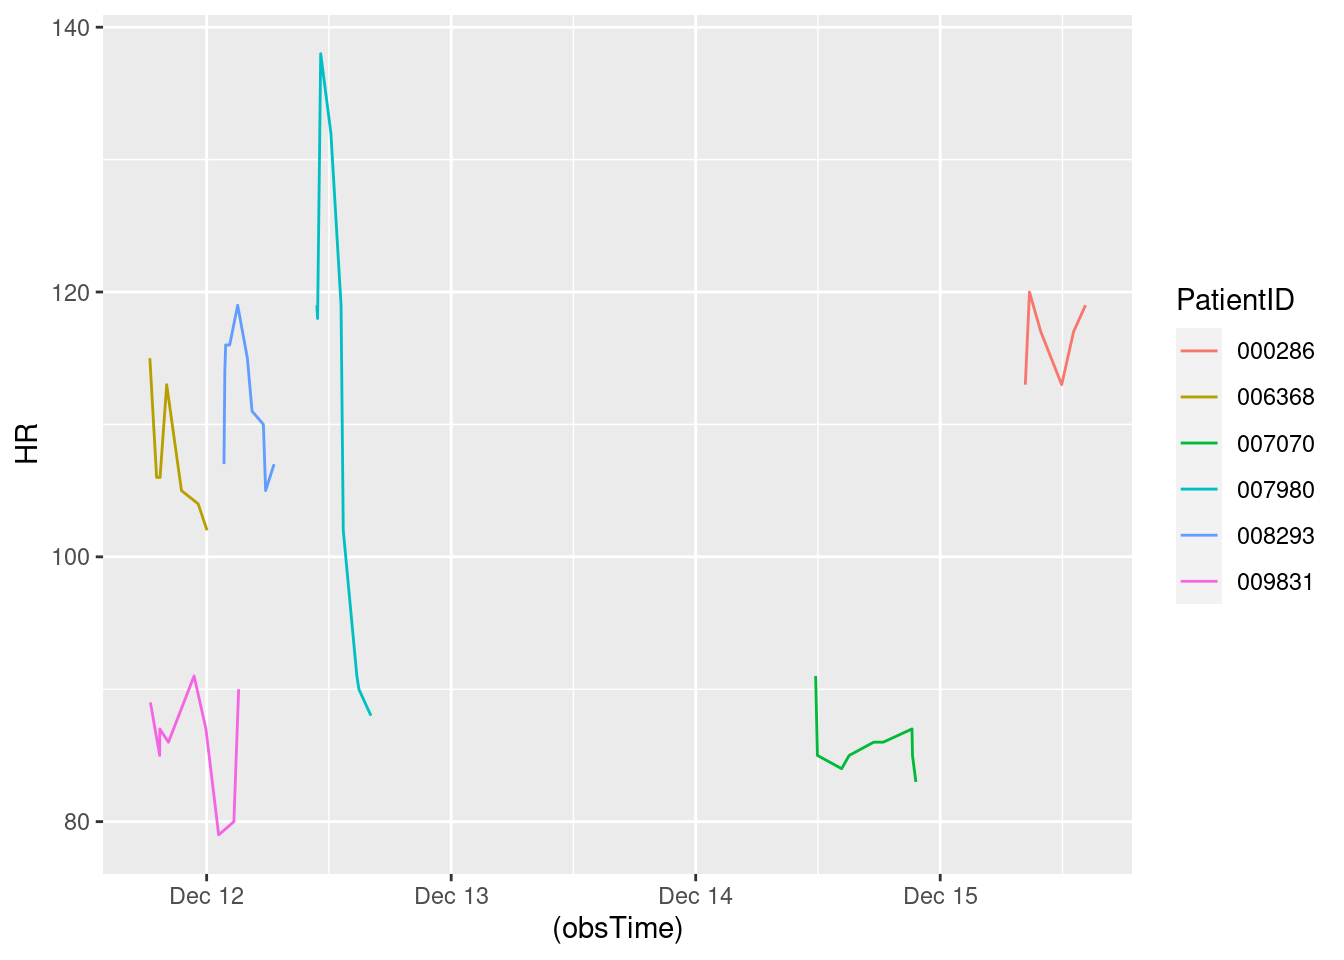 140
120
100
80
HR
Dec 12
Dec 13
Dec 14
Dec 15
(obsTime)
PatientID
000286
006368
007070
007980
008293
009831